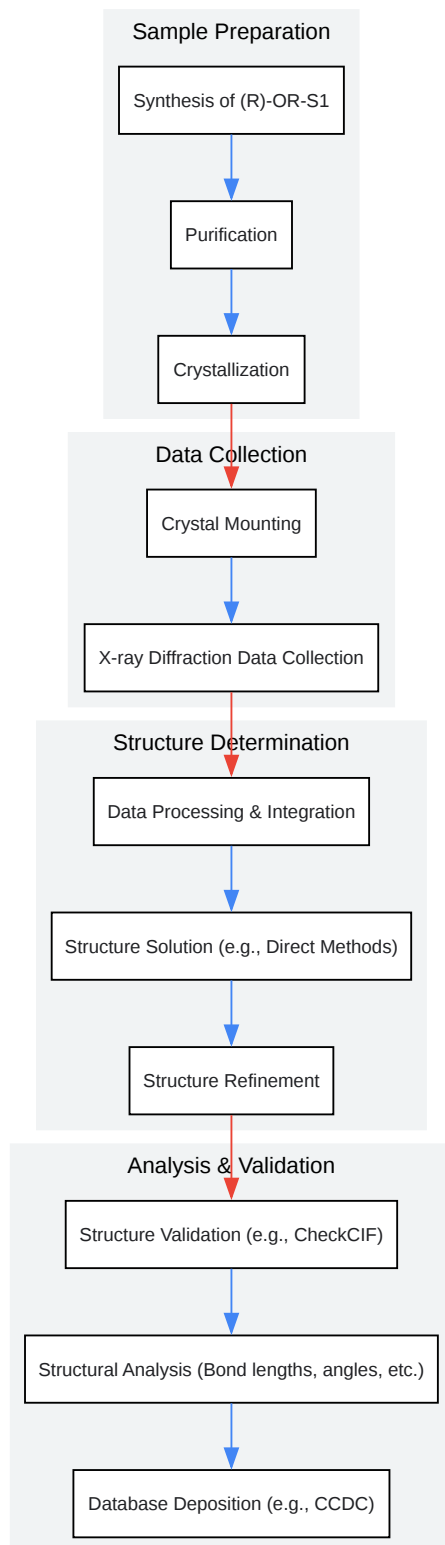 Sample Preparation
Synthesis of (R)-OR-S1
Purification
Crystallization
Data Collection
Crystal Mounting
X-ray Diffraction Data Collection
Structure Determination
Data Processing & Integration
Structure Solution (e.g., Direct Methods)
Structure Refinement
Analysis & Validation
Structure Validation (e.g., CheckCIF)
Structural Analysis (Bond lengths, angles, etc.)
Database Deposition (e.g., CCDC)